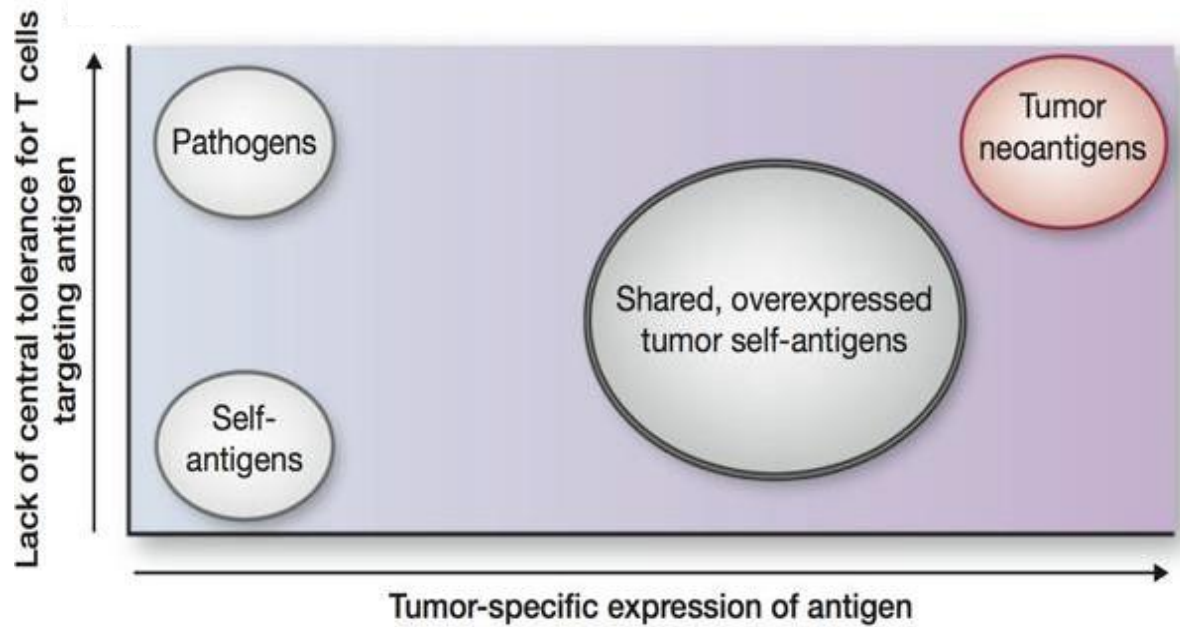 Lack of central tolerance for T cells
targeting antigen
Pathogens
Tumor
neoantigens
Shared, overexpressed
tumor self-antigens
Self-
antigens
Tumor-specific expression of antigen